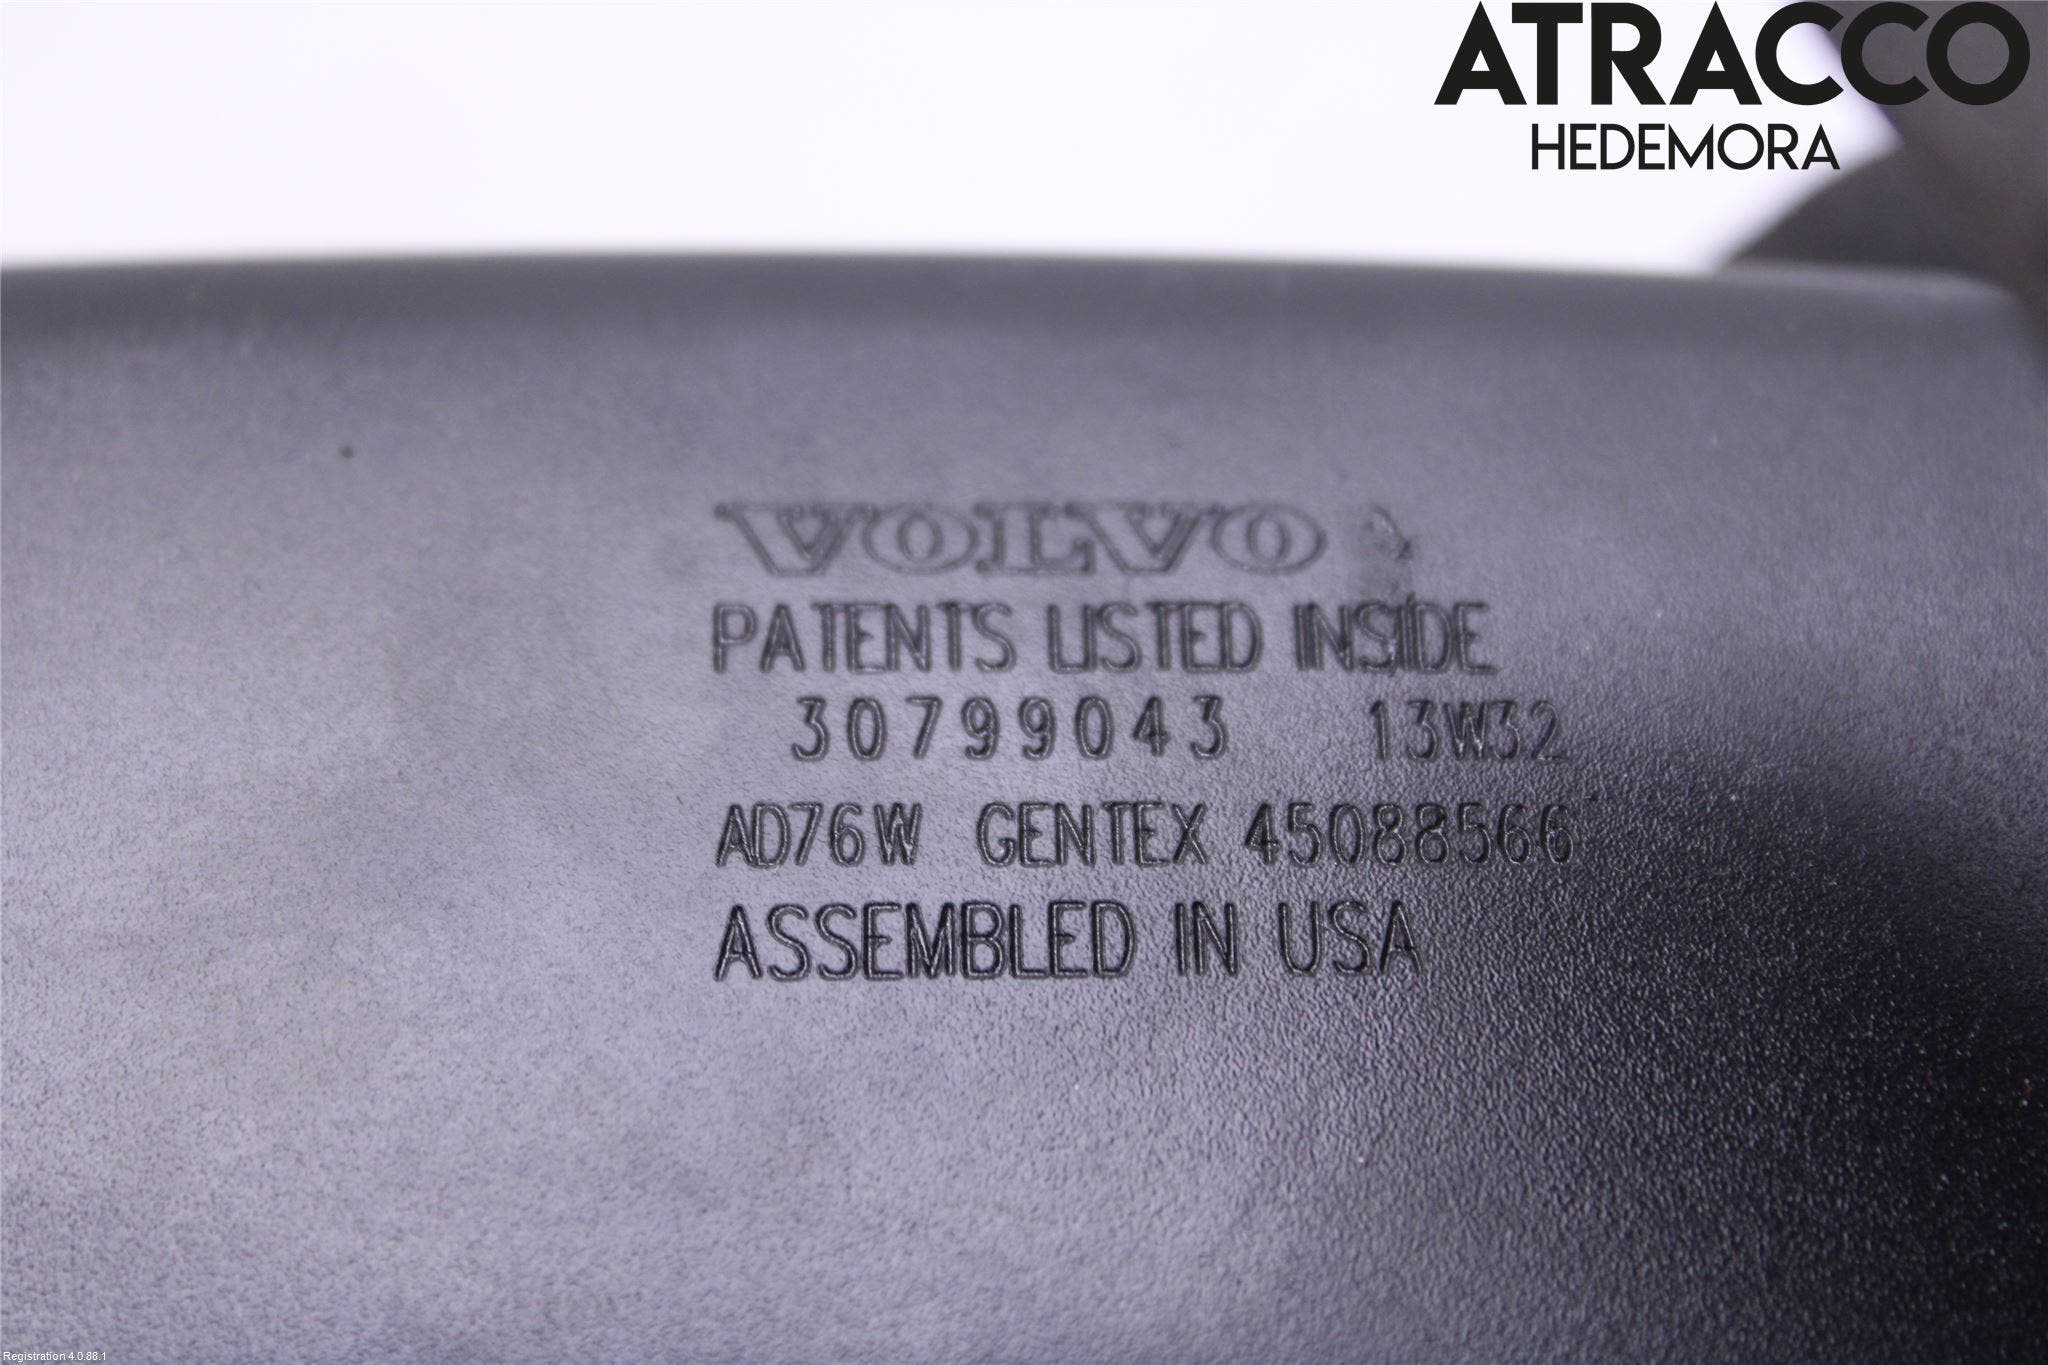 ATRACCO
HEDEMORA
VOLVO
PATENTS LISTED INSIDE
30799043 13W32
AD76W GENTEX 45088566
ASSEMBLED IN USA
Registration 4.0.88.1